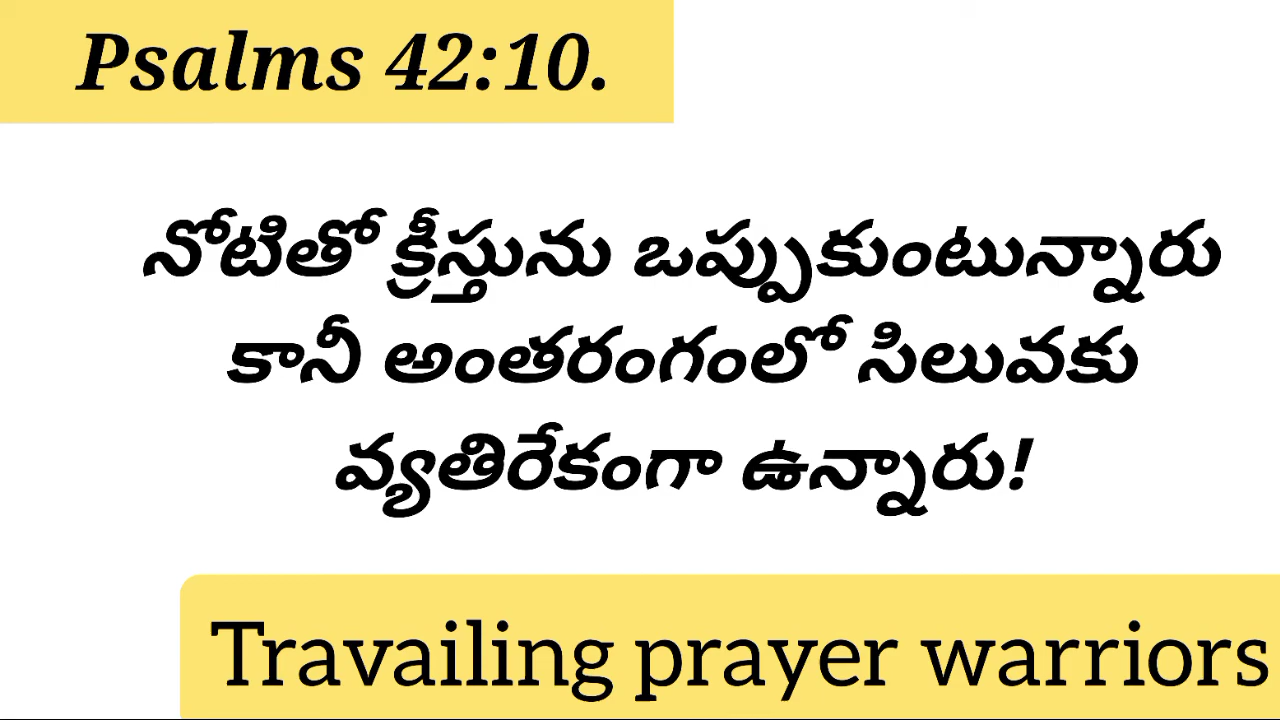 Psalms 42:10.
నోటితో క్రీస్తును ఒప్పుకుంటున్నారు
కానీ అంతరంగంలో సిలువకు
వ్యతిరేకంగా ఉన్నారు!
Travailing prayer warriors